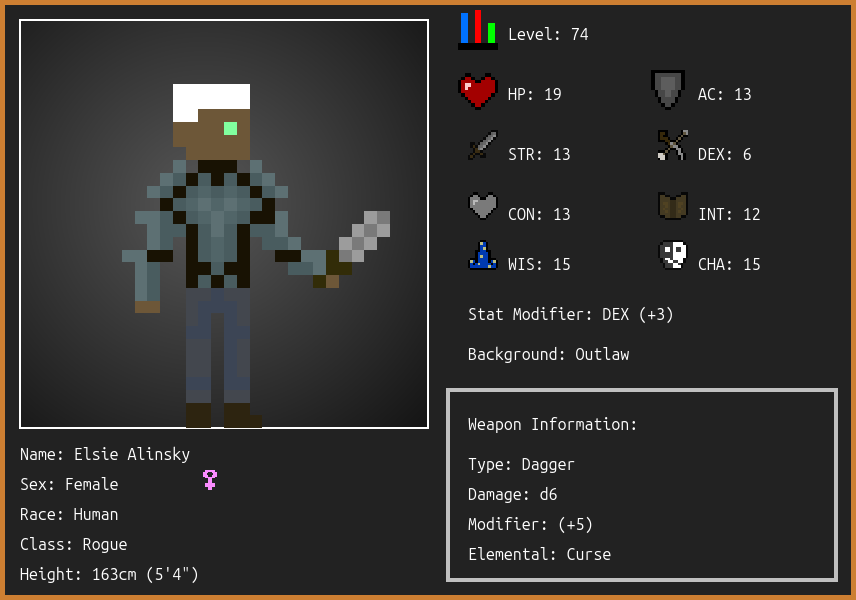 Level: 74
HP: 19
AC: 13
STR: 13
DEX: 6
CON: 13
INT: 12
WIS: 15
CHA: 15
Stat Modifier: DEX (+3)
Background: Outlaw
Weapon Information:
Type: Dagger
Damage: d6
Modifier: (+5)
Elemental: Curse
Name: Elsie Alinsky
Sex: Female
Race: Human
Class: Rogue
Height: 163cm (5'4")